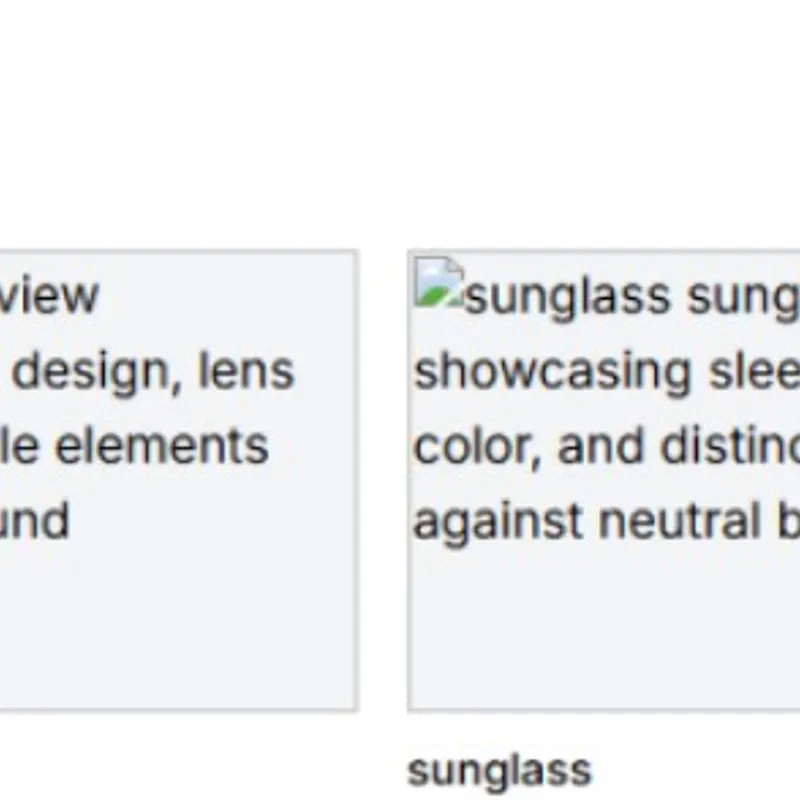 view
design, lens
le elements
und
sunglass sung
showcasing slee
color, and distinc
against neutral b
sunglass